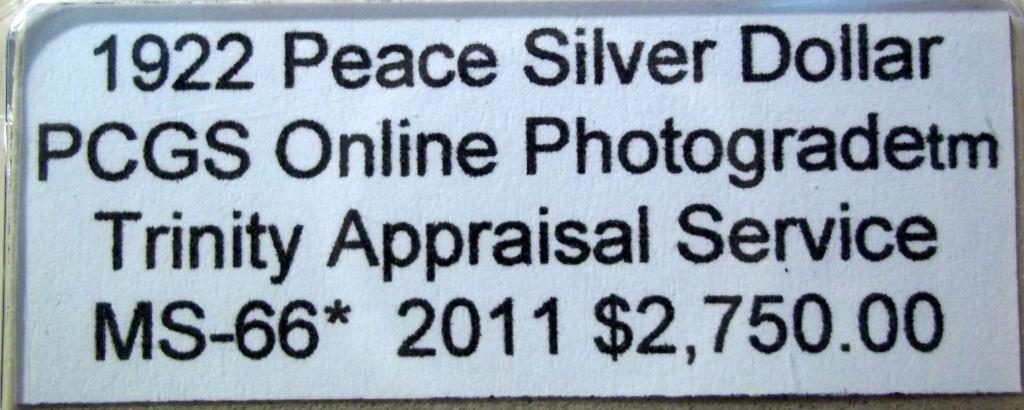 1922 Peace Silver Dollar
PCGS Online Photogradetm
Trinity Appraisal Service
MS-66* 2011 $2,750.00